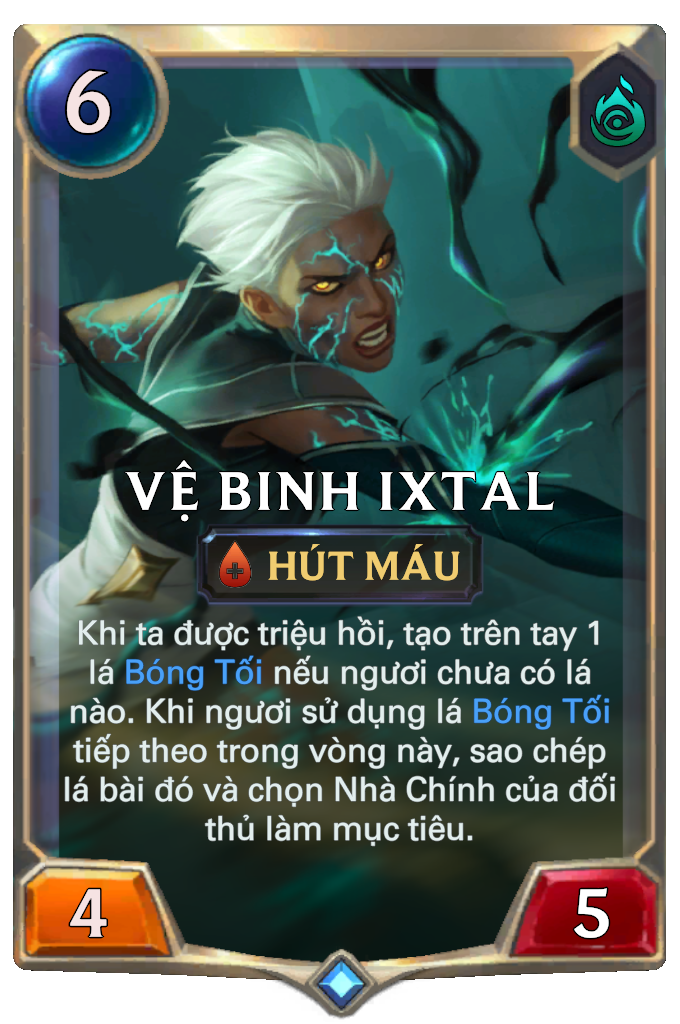 6
VỆ BINH IXTAL
HÚT MÁU
Khi ta được triệu hồi, tạo trên tay 1
lá Bóng Tối nếu ngươi chưa có lá
nào. Khi ngươi sử dụng lá Bóng Tối
tiếp theo trong vòng này, sao chép
lá bài đó và chọn Nhà Chính của đối
thủ làm mục tiêu.
4
5